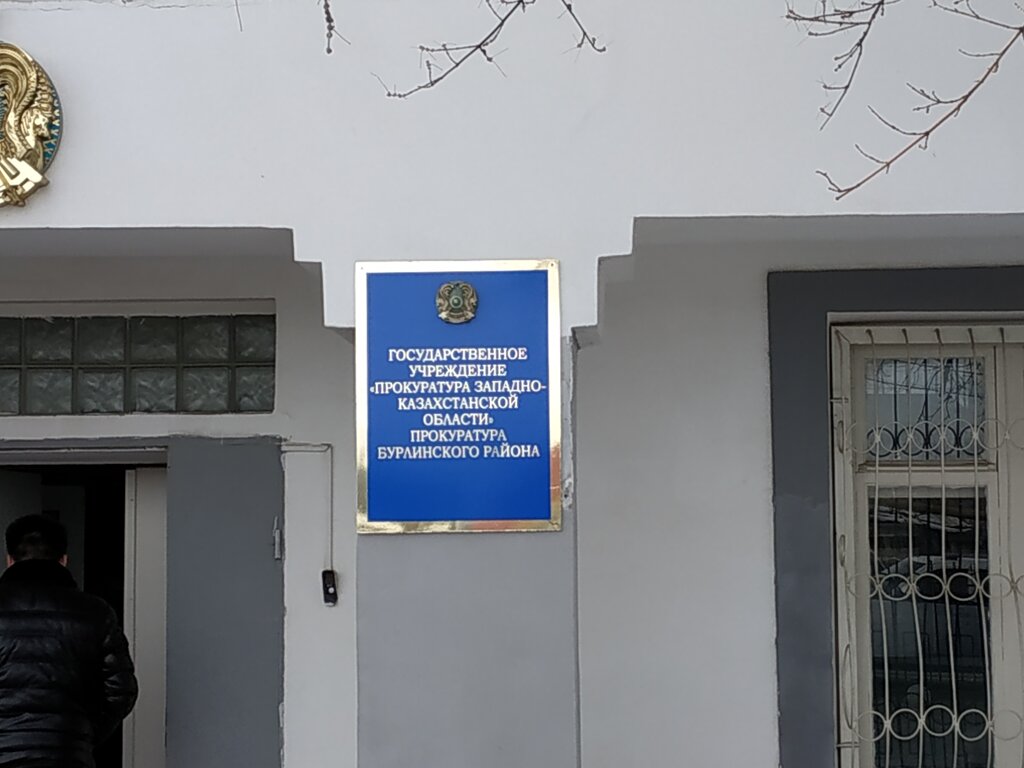 ГОСУДАРСТВЕННОЕ
УЧРЕЖДЕНИЕ
«ПРОКУРАТУРА ЗАПАДНО-
КАЗАХСТАНСКОЙ
ОБЛАСТИ»
ПРОКУРАТУРА
БУРЛИНСКОГО РАЙОНА